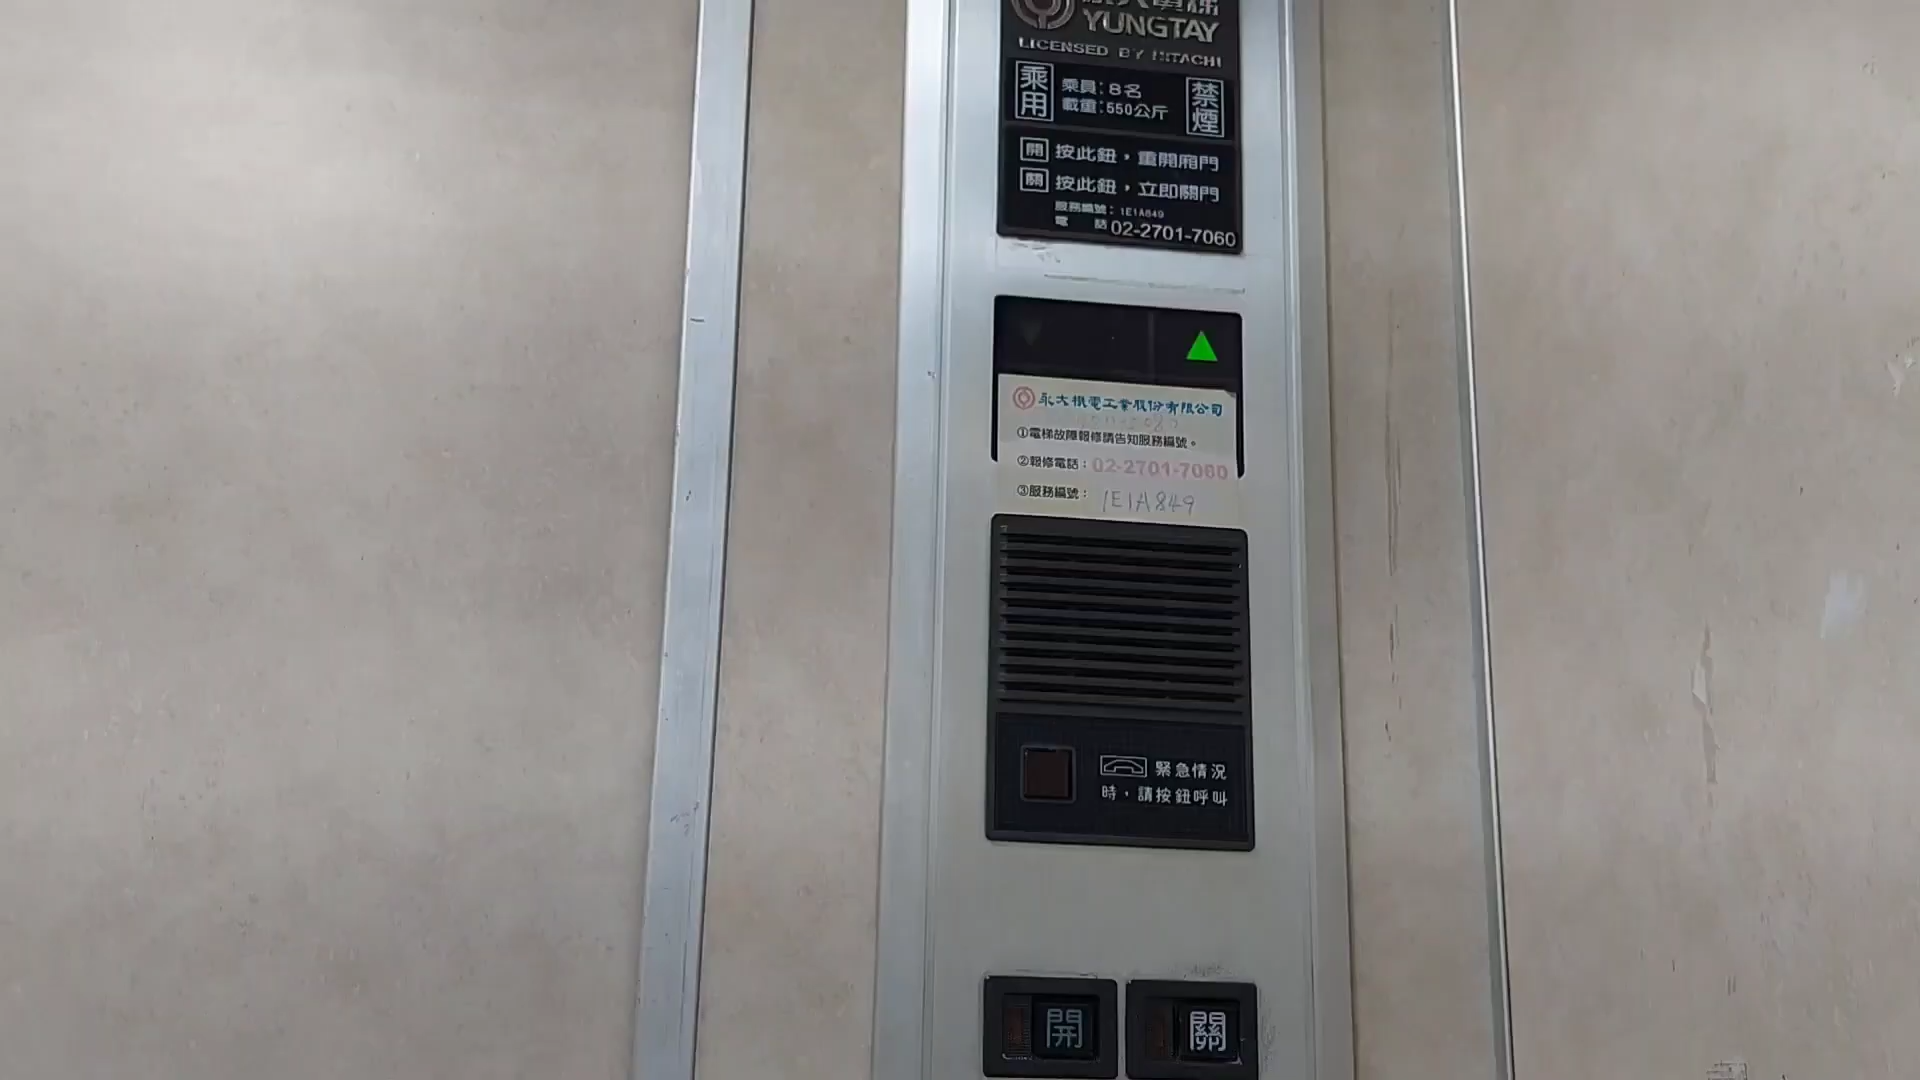 YUNGTAY
LICENSED BY HITACHI
乘用
乘員:8名
載重:550公斤
禁煙
開 按此鈕,重開廂門
關 按此鈕,立即關門
服務編號:1E1A849
電 話 02-2701-7060
永大機電工業股份有限公司
①電梯故障報修請告知服務編號。
②報修電話:02-2701-7060
③服務編號:1E1A849
緊急情況
時,請按鈕呼叫
開
關